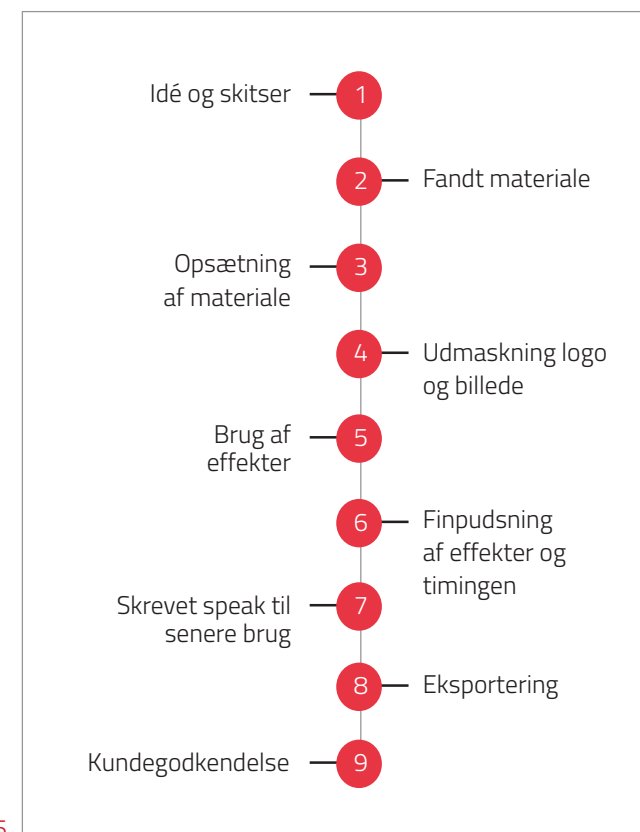 Idé og skitser
1
2
Fandt materiale
Opsætning
af materiale
3
4
Udmaskning logo
og billede
Brug af
effekter
5
6
Finpudsning
af effekter og
timingen
Skrevet speak til
senere brug
7
8
Eksportering
Kundegodkendelse
9